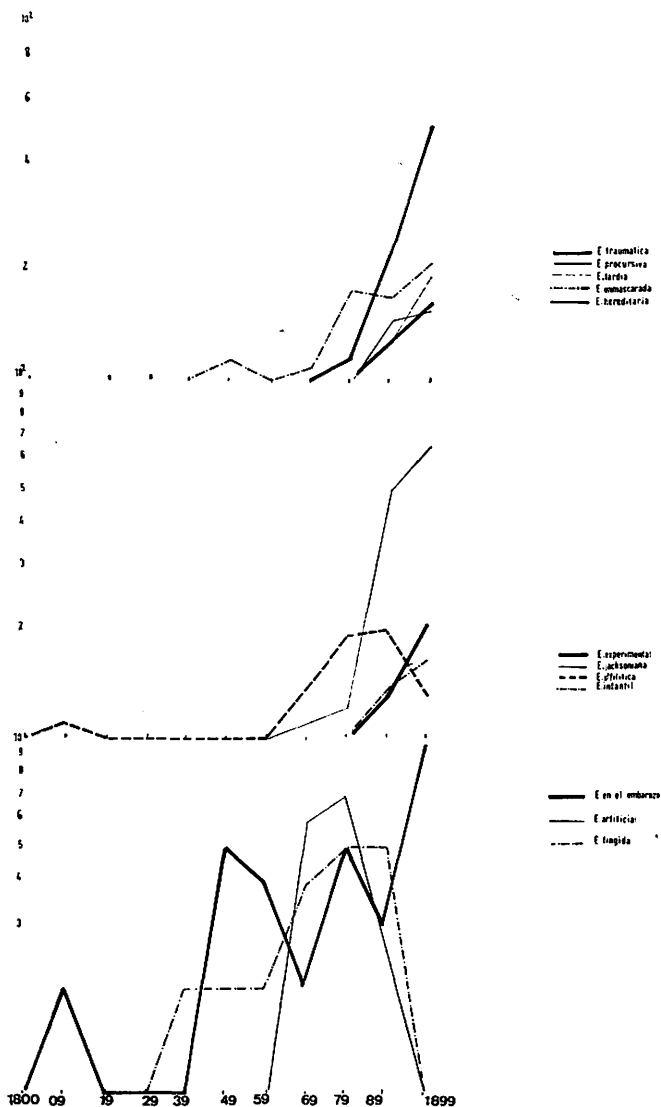 10²
8
6
4
2
E. traumatica
E. procursiva
E. tardia
E. enmascarada
E. hereditaria
10²
9
8
7
6
5
4
3
2
E. experimental
E. jacksoniana
E. sifilitica
E. infantil
9
8
7
6
5
4
3
E en el embarazo
E artificial
E fingida
1800 09 19 29 39 49 59 69 79 89 1899